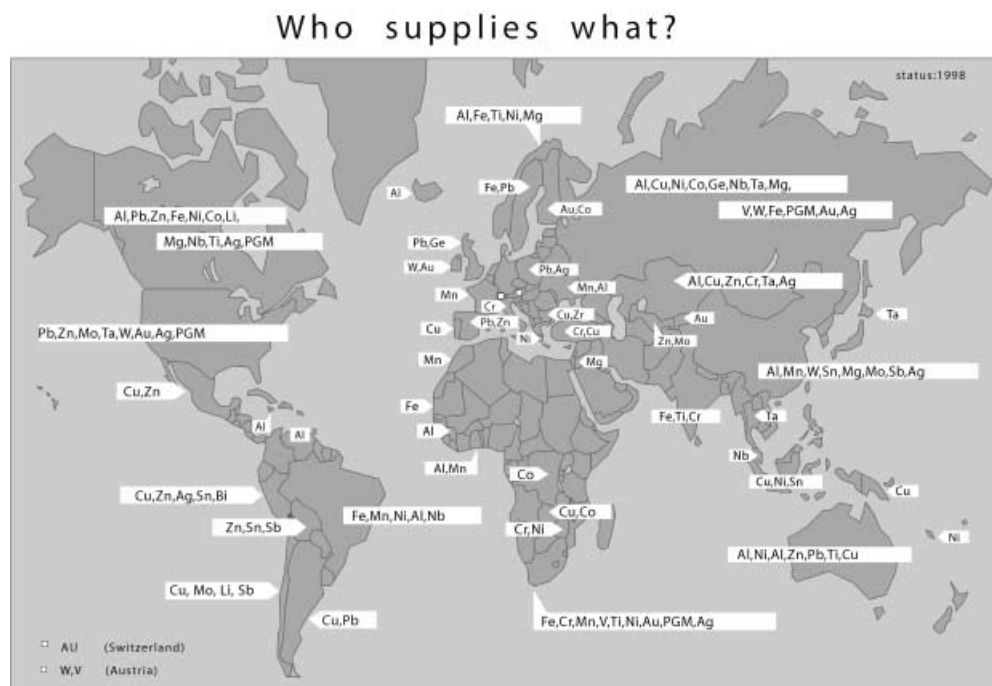 Who supplies what?
status:1998
Al,Fe,Ti,Ni,Mg
Al
Fe,Pb
Al,Cu,Ni,Co,Ge,Nb,Ta,Mg,
Au,Co
V,W,Fe,PGM,Au,Ag
Al,Pb,Zn,Fe,Ni,Co,Li,
Mg,Nb,Ti,Ag,PGM
Pb,Ge
W,Au
Pb,Ag
Al,Cu,Zn,Cr,Ta,Ag
Mn
Mn,Al
Cr
Cu,Zr
Au
Ta
Pb,Zn,Mo,Ta,W,Au,Ag,PGM
Cu
Pb,Zn
Ni
Cr,Cu
Zn,Mo
Mn
Mg
Al,Mn,W,Sn,Mg,Mo,Sb,Ag
Cu,Zn
Fe
Fe,Ti,Cr
Ta
Al
Al
Al
Al,Mn
Co
Nb
Cu,Ni,Sn
Cu
Cu,Zn,Ag,Sn,Bi
Fe,Mn,Ni,Al,Nb
Cu,Co
Zn,Sn,Sb
Cr,Ni
Ni
Al,Ni,Al,Zn,Pb,Ti,Cu
Cu, Mo, Li, Sb
Cu,Pb
Fe,Cr,Mn,V,Ti,Ni,Au,PGM,Ag
AU (Switzerland)
W,V (Austria)